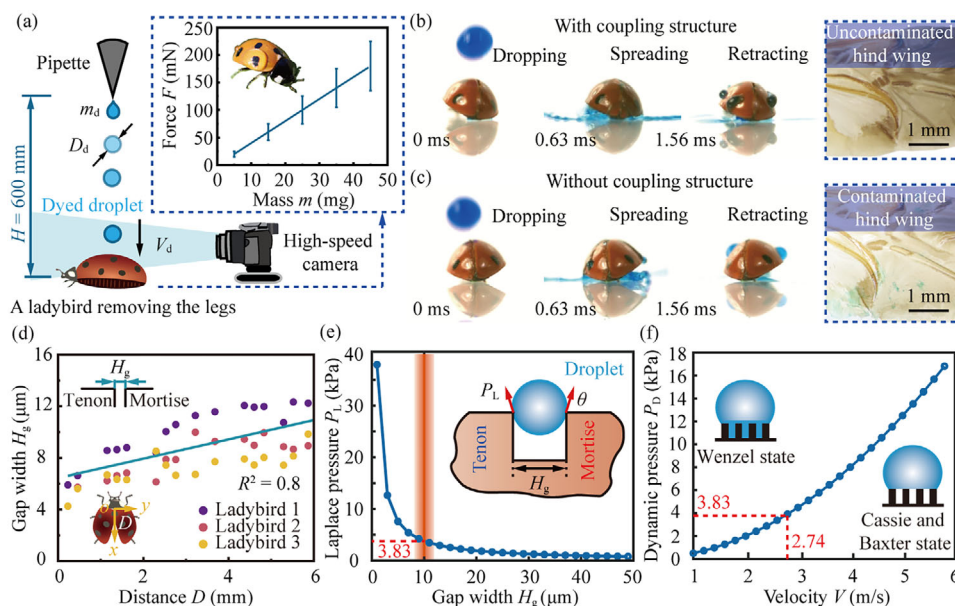 (a)
Pipette
m_d
D_d
H = 600 mm
Dyed droplet
V_d
High-speed
camera
A ladybird removing the legs
Force F (mN)
250
200
150
100
50
0
0 10 20 30 40 50
Mass m (mg)
(b)
With coupling structure
Dropping Spreading Retracting
0 ms 0.63 ms 1.56 ms
Uncontaminated
hind wing
1 mm
(c)
Without coupling structure
Dropping Spreading Retracting
0 ms 0.63 ms 1.56 ms
Contaminated
hind wing
1 mm
(d)
Gap width H_g (μm)
16
12
8
4
0
H_g
Tenon Mortise
R² = 0.8
Ladybird 1
Ladybird 2
Ladybird 3
o y
D
x
0 1 2 3 4 5 6
Distance D (mm)
(e)
Laplace pressure P_L (kPa)
40
35
30
25
20
15
10
5
0
Droplet
P_L θ
Tenon
Mortise
H_g
3.83
0 10 20 30 40 50
Gap width H_g (μm)
(f)
Dynamic pressure P_D (kPa)
18
16
14
12
10
8
6
4
2
0
Wenzel state
Cassie and
Baxter state
3.83
2.74
1 2 3 4 5 6
Velocity V (m/s)